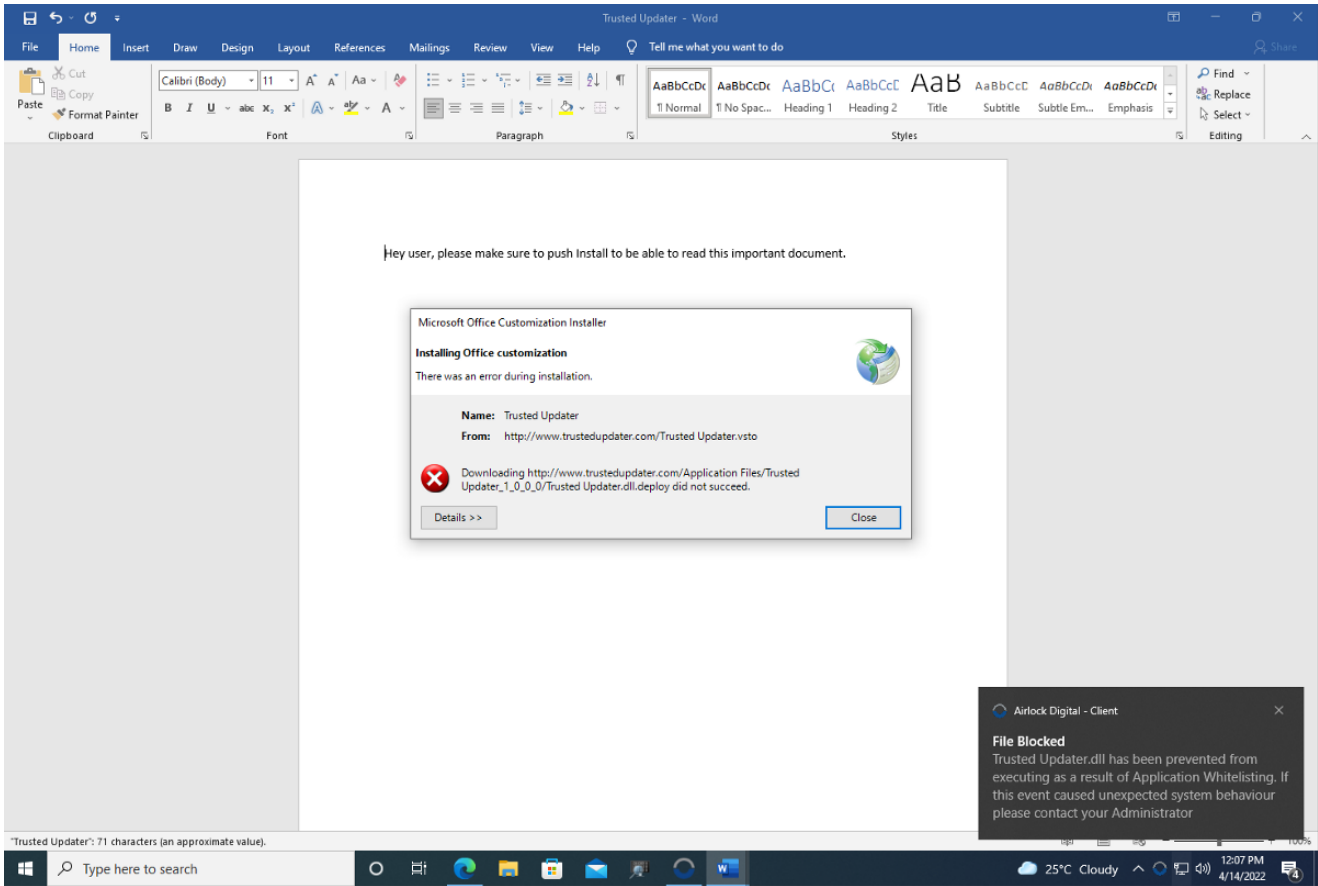 Trusted Updater - Word
File Home Insert Draw Design Layout References Mailings Review View Help Tell me what you want to do Share
Paste
Cut
Copy
Format Painter
Clipboard
Calibri (Body) 11 A A Aa
B I U abc X₂ X² A A
Font
Paragraph
AaBbCcDc AaBbCcDc AaBbCc AaBbCcC AaB AaBbCcD AaBbCcDc AaBbCcDc
¶ Normal ¶ No Spac... Heading 1 Heading 2 Title Subtitle Subtle Em... Emphasis
Styles
Find
Replace
Select
Editing
Hey user, please make sure to push Install to be able to read this important document.
Microsoft Office Customization Installer
Installing Office customization
There was an error during installation.
Name: Trusted Updater
From: http://www.trustedupdater.com/Trusted Updater.vsto
Downloading http://www.trustedupdater.com/Application Files/Trusted
Updater_1_0_0_0/Trusted Updater.dll.deploy did not succeed.
Details >> Close
Airlock Digital - Client
File Blocked
Trusted Updater.dll has been prevented from
executing as a result of Application Whitelisting. If
this event caused unexpected system behaviour
please contact your Administrator
"Trusted Updater": 71 characters (an approximate value).
100%
Type here to search
25°C Cloudy
12:07 PM
4/14/2022
4